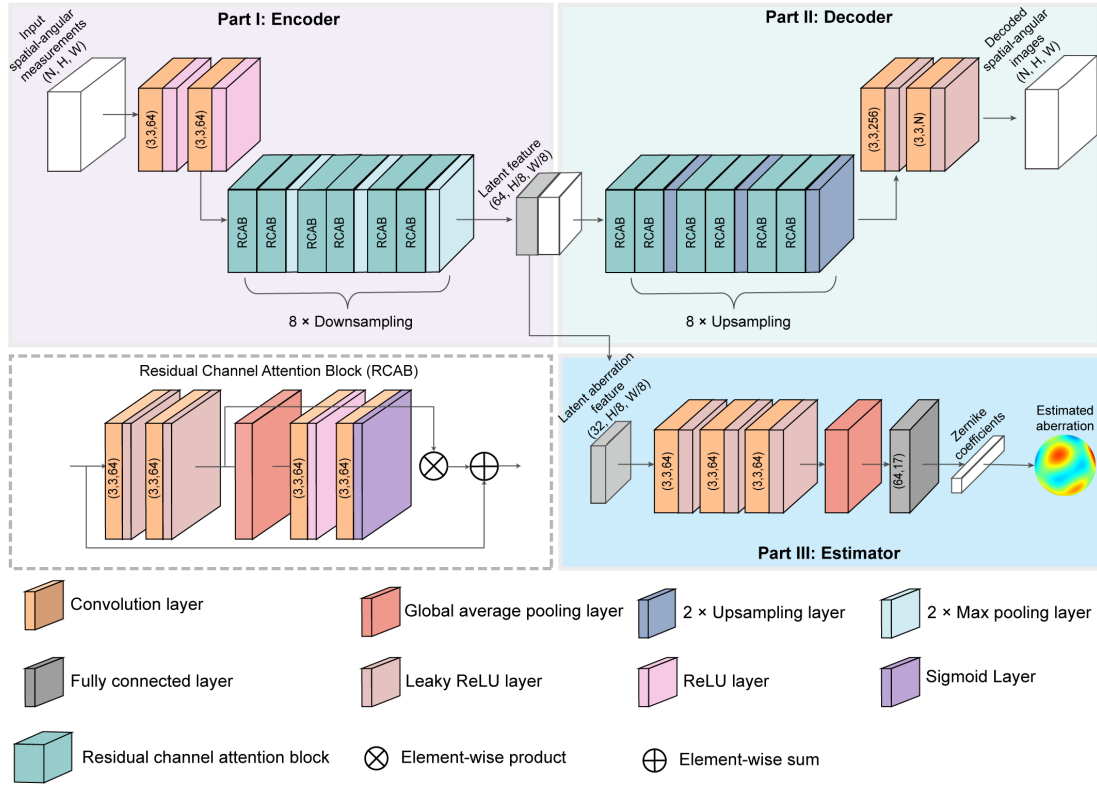 Part I: Encoder
Input
spatial-angular
measurements
(N, H, W)
(3,3,64)
(3,3,64)
RCAB
RCAB
RCAB
RCAB
RCAB
RCAB
8 × Downsampling
Latent feature
(64, H/8, W/8)
Part II: Decoder
RCAB
RCAB
RCAB
RCAB
RCAB
RCAB
8 × Upsampling
(3,3,256)
(3,3,N)
Decoded
spatial-angular
images
(N, H, W)
Residual Channel Attention Block (RCAB)
(3,3,64)
(3,3,64)
(3,3,64)
(3,3,64)
Latent aberration
feature
(32, H/8, W/8)
(3,3,64)
(3,3,64)
(3,3,64)
(64,17)
Zernike
coefficients
Estimated
aberration
Part III: Estimator
Convolution layer
Global average pooling layer
2 × Upsampling layer
2 × Max pooling layer
Fully connected layer
Leaky ReLU layer
ReLU layer
Sigmoid Layer
Residual channel attention block
Element-wise product
Element-wise sum